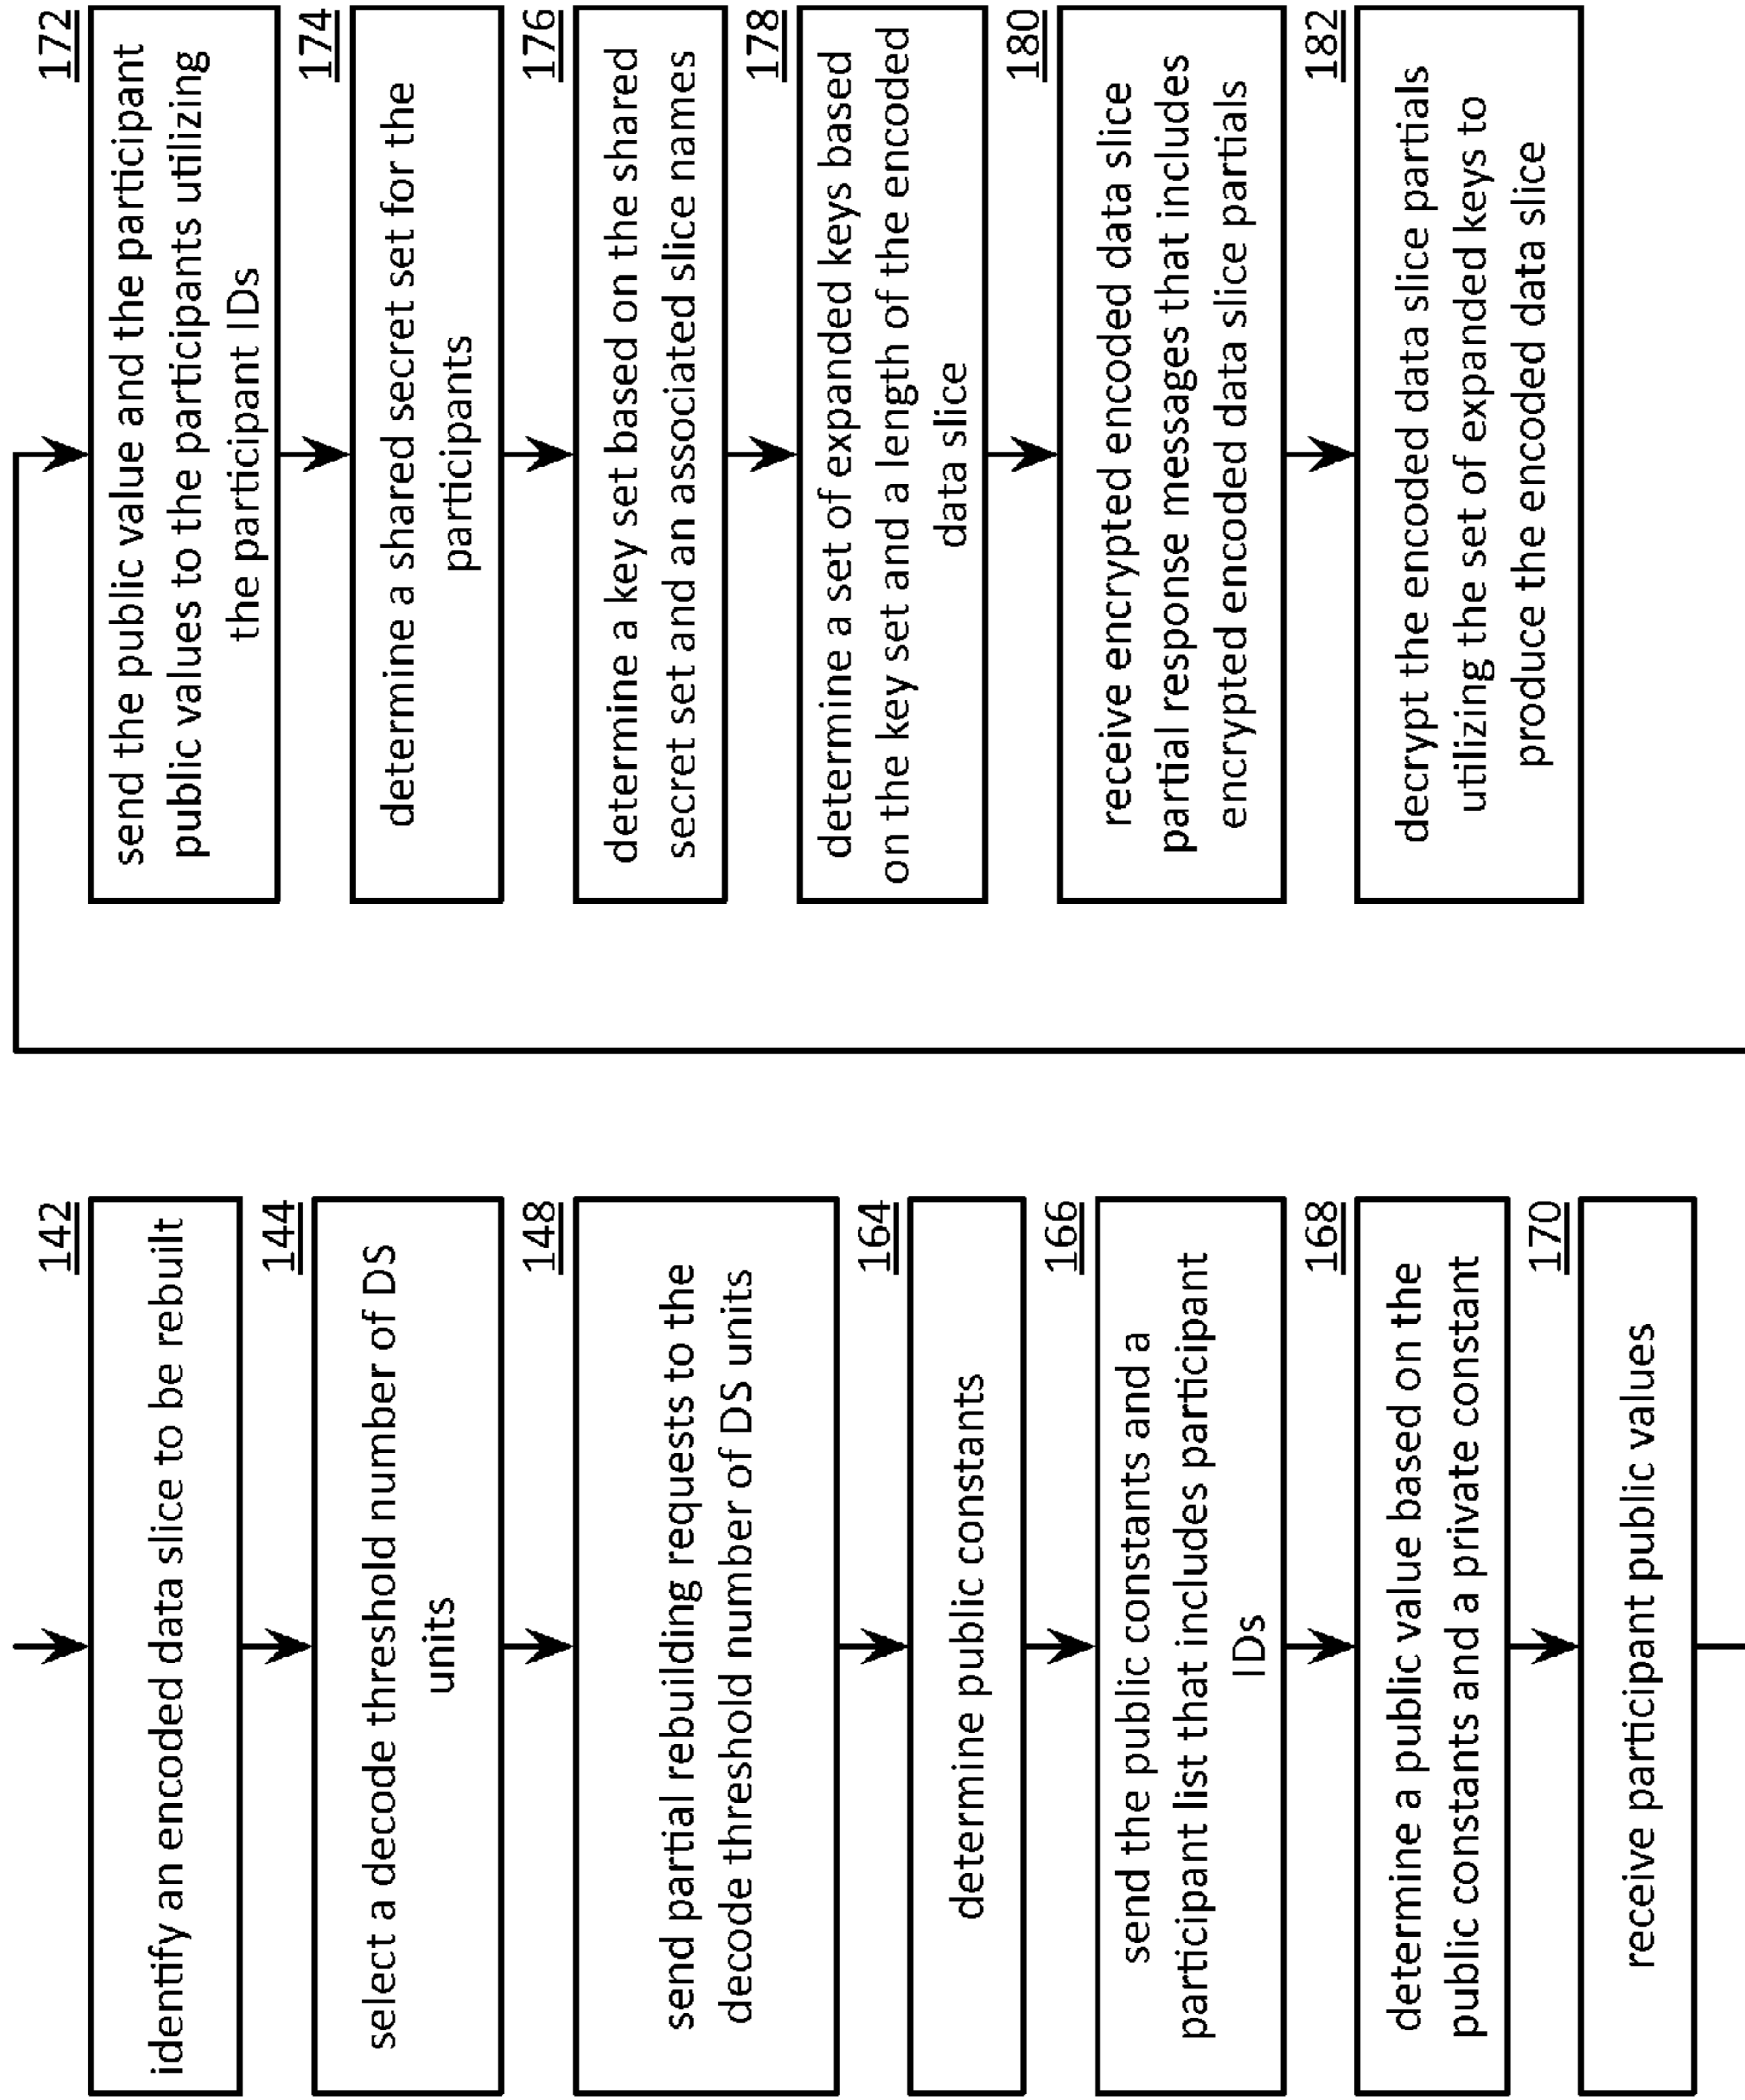 142
identify an encoded data slice to be rebuilt
144
select a decode threshold number of DS
units
148
send partial rebuilding requests to the
decode threshold number of DS units
164
determine public constants
166
send the public constants and a
participant list that includes participant
IDs
168
determine a public value based on the
public constants and a private constant
170
receive participant public values
172
send the public value and the participant
public values to the participants utilizing
the participant IDs
174
determine a shared secret set for the
participants
176
determine a key set based on the shared
secret set and an associated slice names
178
determine a set of expanded keys based
on the key set and a length of the encoded
data slice
180
receive encrypted encoded data slice
partial response messages that includes
encrypted encoded data slice partials
182
decrypt the encoded data slice partials
utilizing the set of expanded keys to
produce the encoded data slice